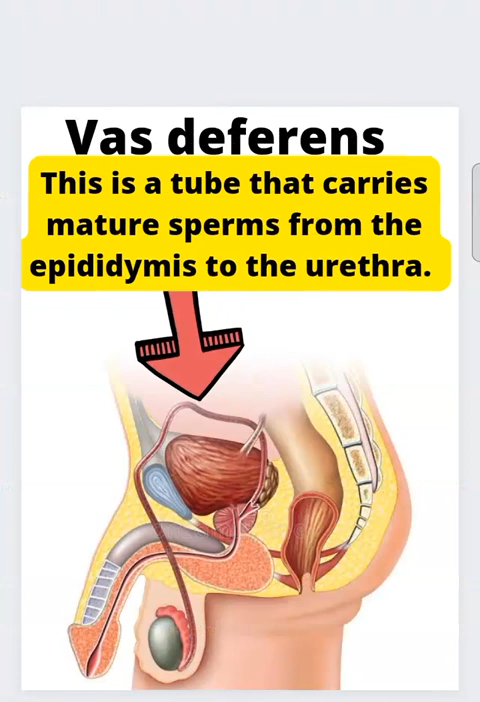 Vas deferens
This is a tube that carries
mature sperms from the
epididymis to the urethra.